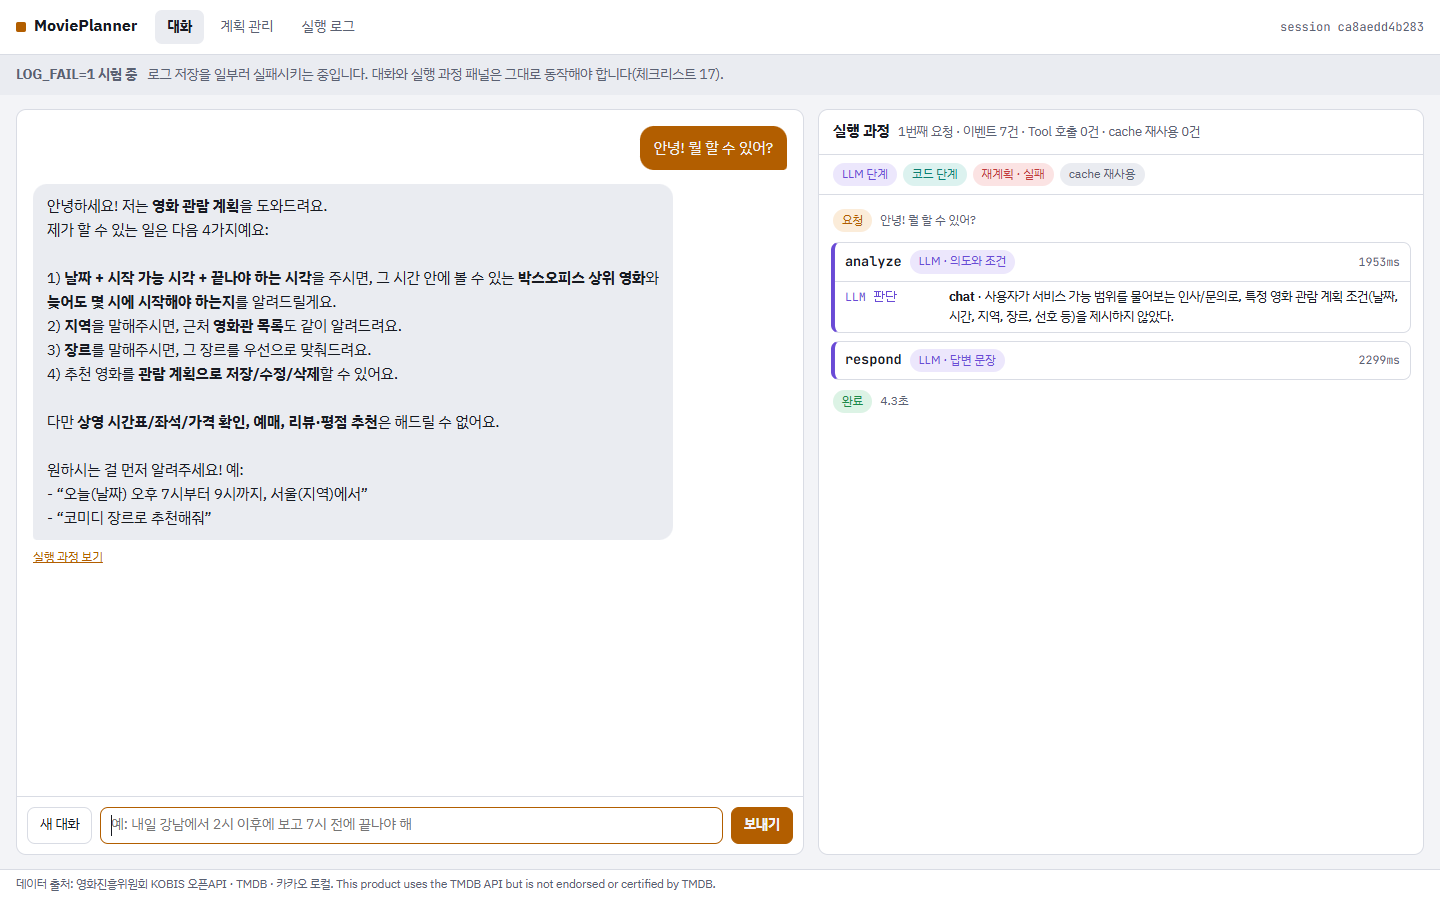 MoviePlanner 대화 계획 관리 실행 로그 session ca8aedd4b283
LOG_FAIL=1 시험 중 로그 저장을 일부러 실패시키는 중입니다. 대화와 실행 과정 패널은 그대로 동작해야 합니다(체크리스트 17).
안녕! 뭘 할 수 있어?
안녕하세요! 저는 영화 관람 계획을 도와드려요.
제가 할 수 있는 일은 다음 4가지예요:
1) 날짜 + 시작 가능 시각 + 끝나야 하는 시각을 주시면, 그 시간 안에 볼 수 있는 박스오피스 상위 영화와
늦어도 몇 시에 시작해야 하는지를 알려드릴게요.
2) 지역을 말해주시면, 근처 영화관 목록도 같이 알려드려요.
3) 장르를 말해주시면, 그 장르를 우선으로 맞춰드려요.
4) 추천 영화를 관람 계획으로 저장/수정/삭제할 수 있어요.
다만 상영 시간표/좌석/가격 확인, 예매, 리뷰·평점 추천은 해드릴 수 없어요.
원하시는 걸 먼저 알려주세요! 예:
- “오늘(날짜) 오후 7시부터 9시까지, 서울(지역)에서”
- “코미디 장르로 추천해줘”
실행 과정 보기
새 대화 예: 내일 강남에서 2시 이후에 보고 7시 전에 끝나야 해 보내기
실행 과정 1번째 요청 · 이벤트 7건 · Tool 호출 0건 · cache 재사용 0건
LLM 단계 코드 단계 재계획 · 실패 cache 재사용
요청 안녕! 뭘 할 수 있어?
analyze LLM · 의도와 조건 1953ms
LLM 판단 chat · 사용자가 서비스 가능 범위를 물어보는 인사/문의로, 특정 영화 관람 계획 조건(날짜,
시간, 지역, 장르, 선호 등)을 제시하지 않았다.
respond LLM · 답변 문장 2299ms
완료 4.3초
데이터 출처: 영화진흥위원회 KOBIS 오픈API · TMDB · 카카오 로컬. This product uses the TMDB API but is not endorsed or certified by TMDB.